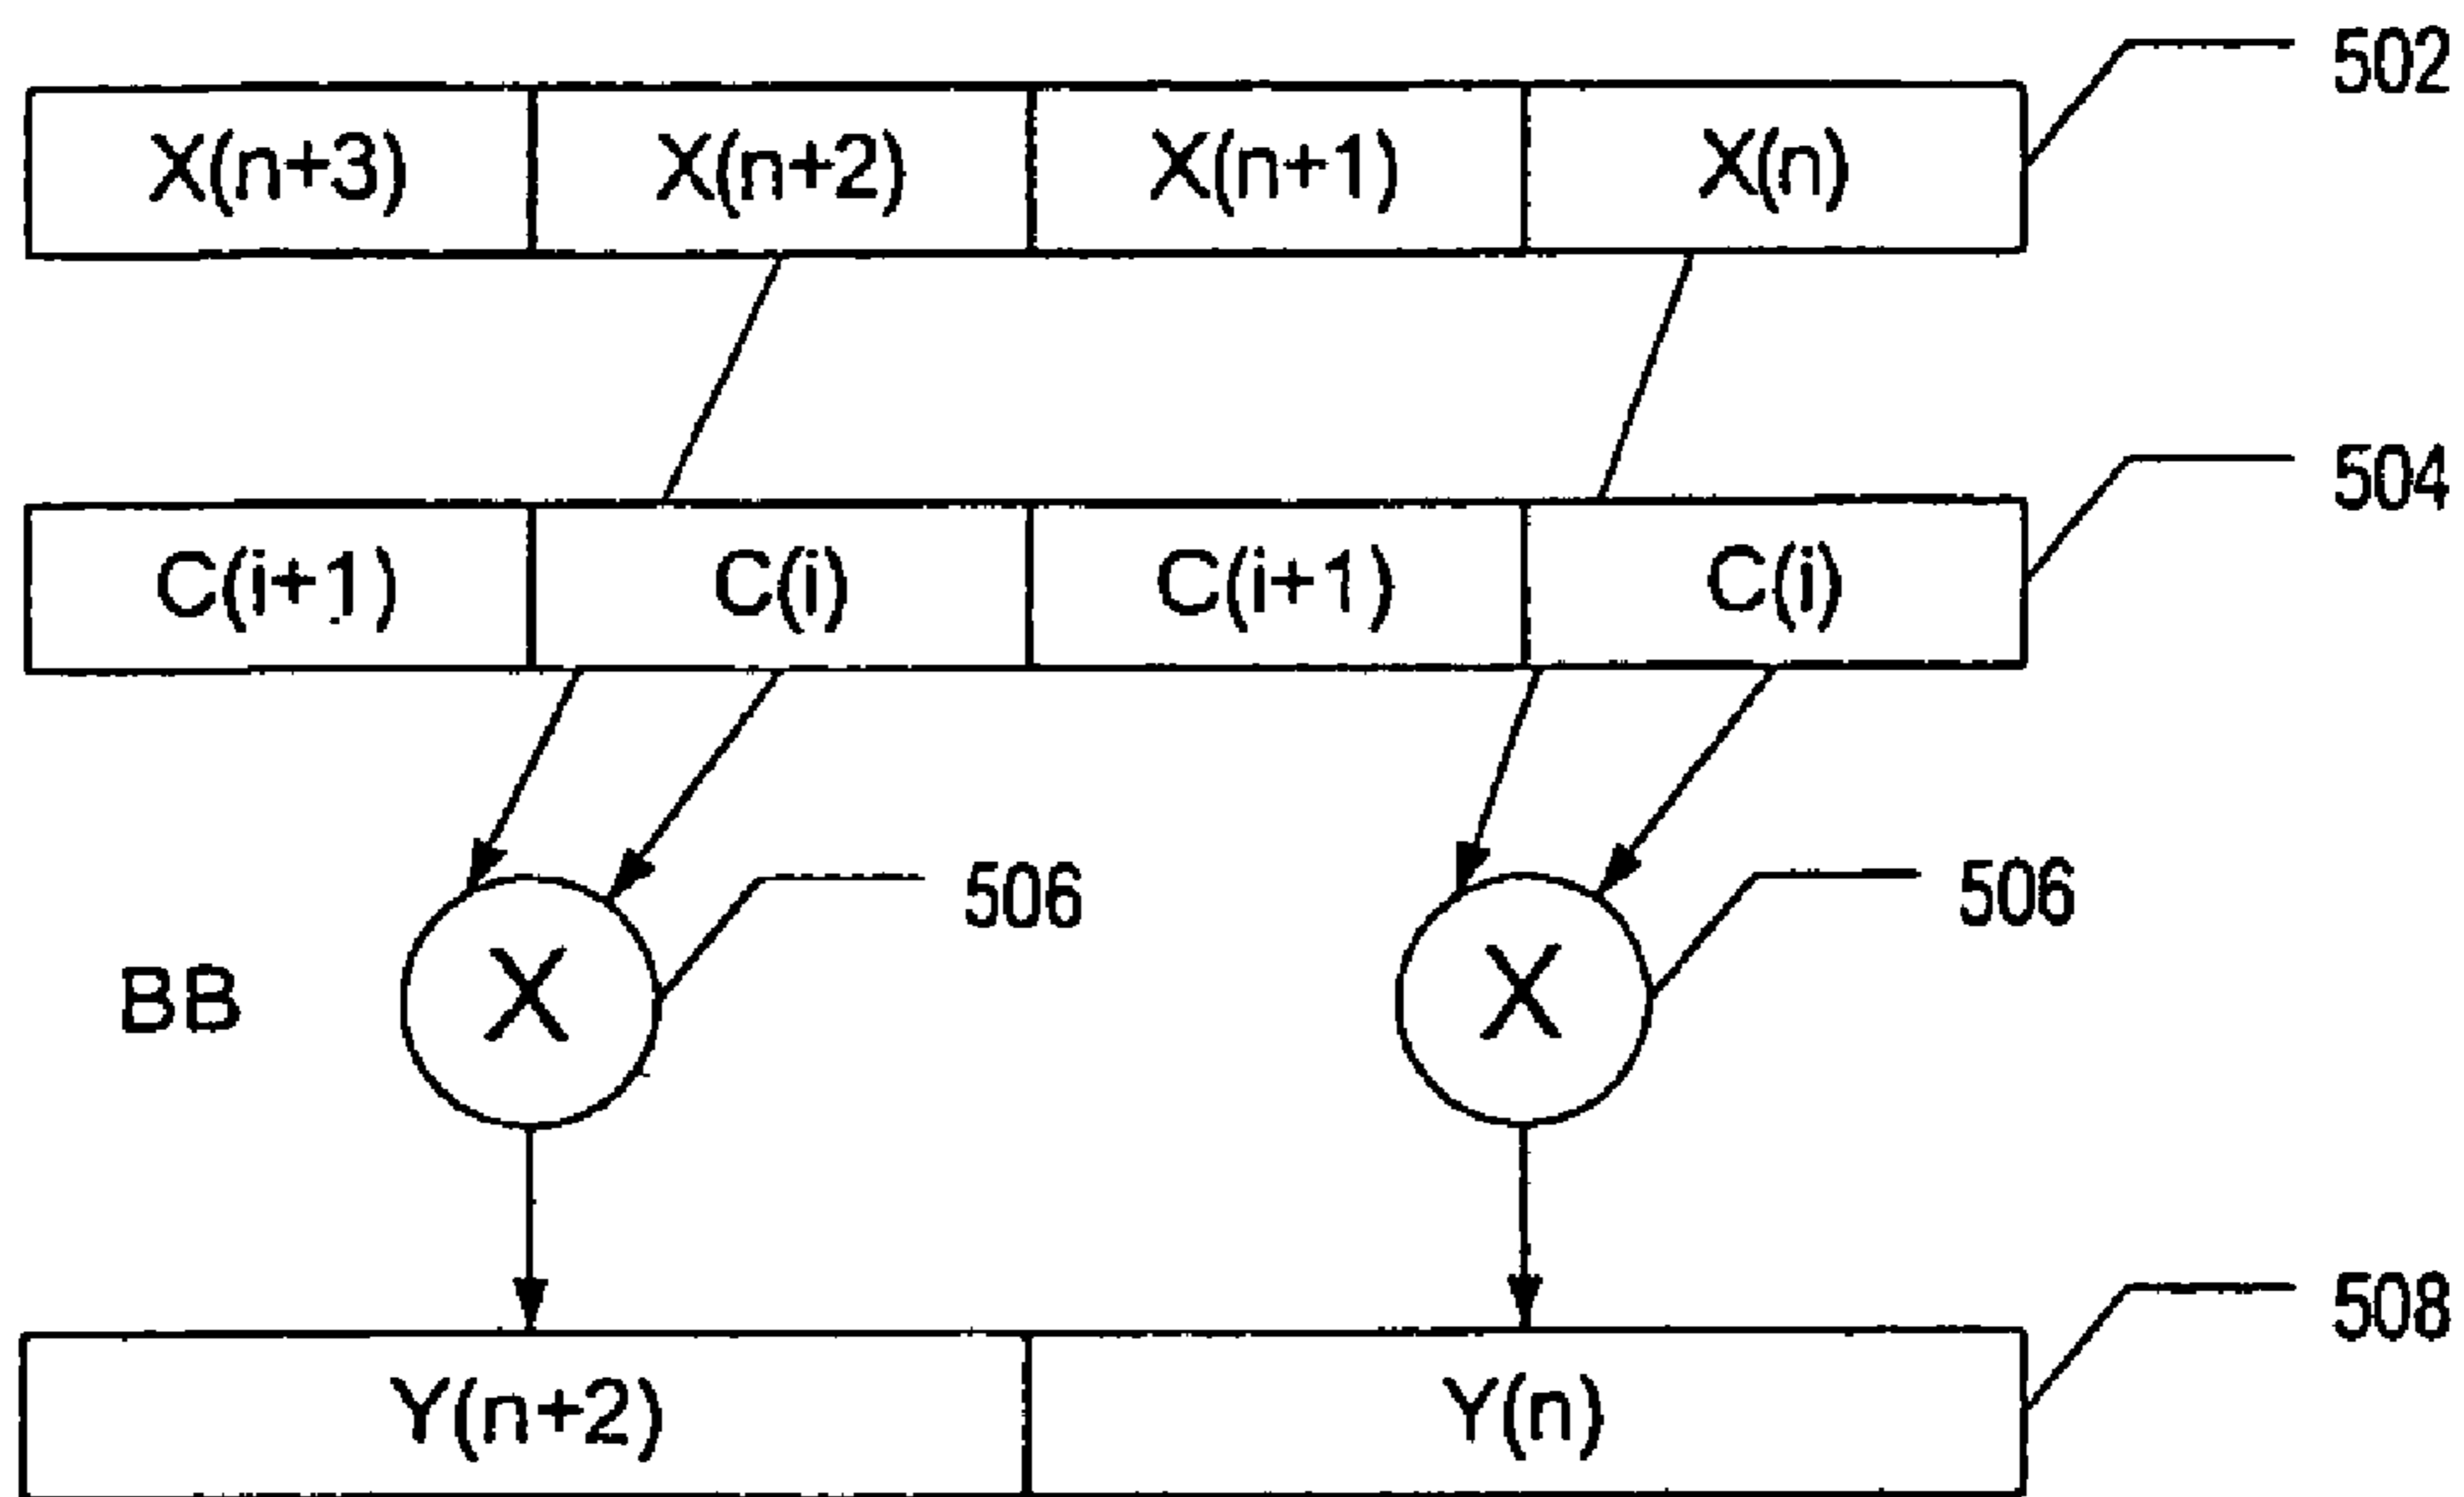 502
X(n+3) X(n+2) X(n+1) X(n)
504
C(i+1) C(i) C(i+1) C(i)
506 506
BB X X
508
Y(n+2) Y(n)